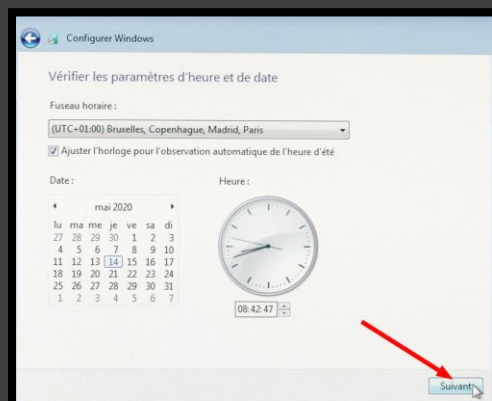 Configurer Windows
Vérifier les paramètres d'heure et de date
Fuseau horaire :
(UTC+01:00) Bruxelles, Copenhague, Madrid, Paris
Ajuster l'horloge pour l'observation automatique de l'heure d'été
Date :
Heure :
mai 2020
lu ma me je ve sa di
27 28 29 30 1 2 3
4 5 6 7 8 9 10
11 12 13 14 15 16 17
18 19 20 21 22 23 24
25 26 27 28 29 30 31
1 2 3 4 5 6 7
08:42:47
Suivant